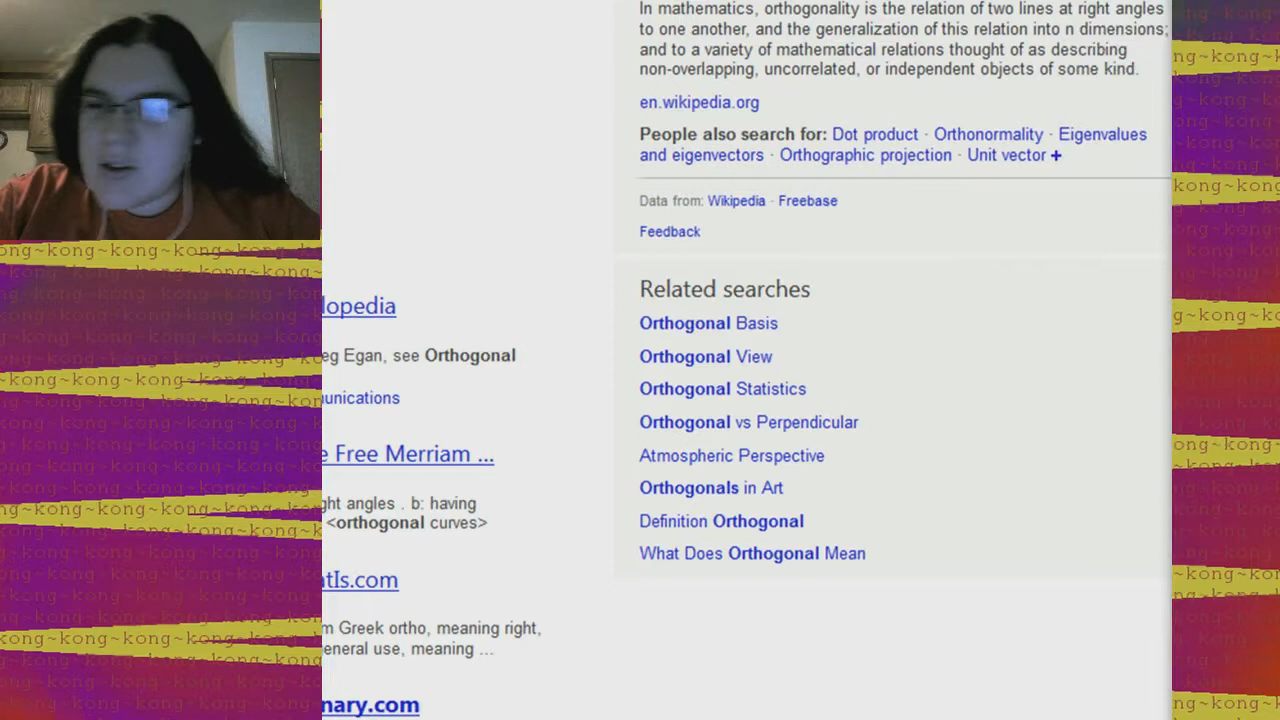 In mathematics, orthogonality is the relation of two lines at right angles
to one another, and the generalization of this relation into n dimensions;
and to a variety of mathematical relations thought of as describing
non-overlapping, uncorrelated, or independent objects of some kind.
en.wikipedia.org
People also search for: Dot product · Orthonormality · Eigenvalues
and eigenvectors · Orthographic projection · Unit vector +
Data from: Wikipedia · Freebase
Feedback
Related searches
Orthogonal Basis
Orthogonal View
Orthogonal Statistics
Orthogonal vs Perpendicular
Atmospheric Perspective
Orthogonals in Art
Definition Orthogonal
What Does Orthogonal Mean
lopedia
eg Egan, see Orthogonal
unications
e Free Merriam ...
ght angles . b: having
<orthogonal curves>
atIs.com
m Greek ortho, meaning right,
eneral use, meaning ...
nary.com
ong~kong~kong~kong~kong~kong
~kong~kong~kong